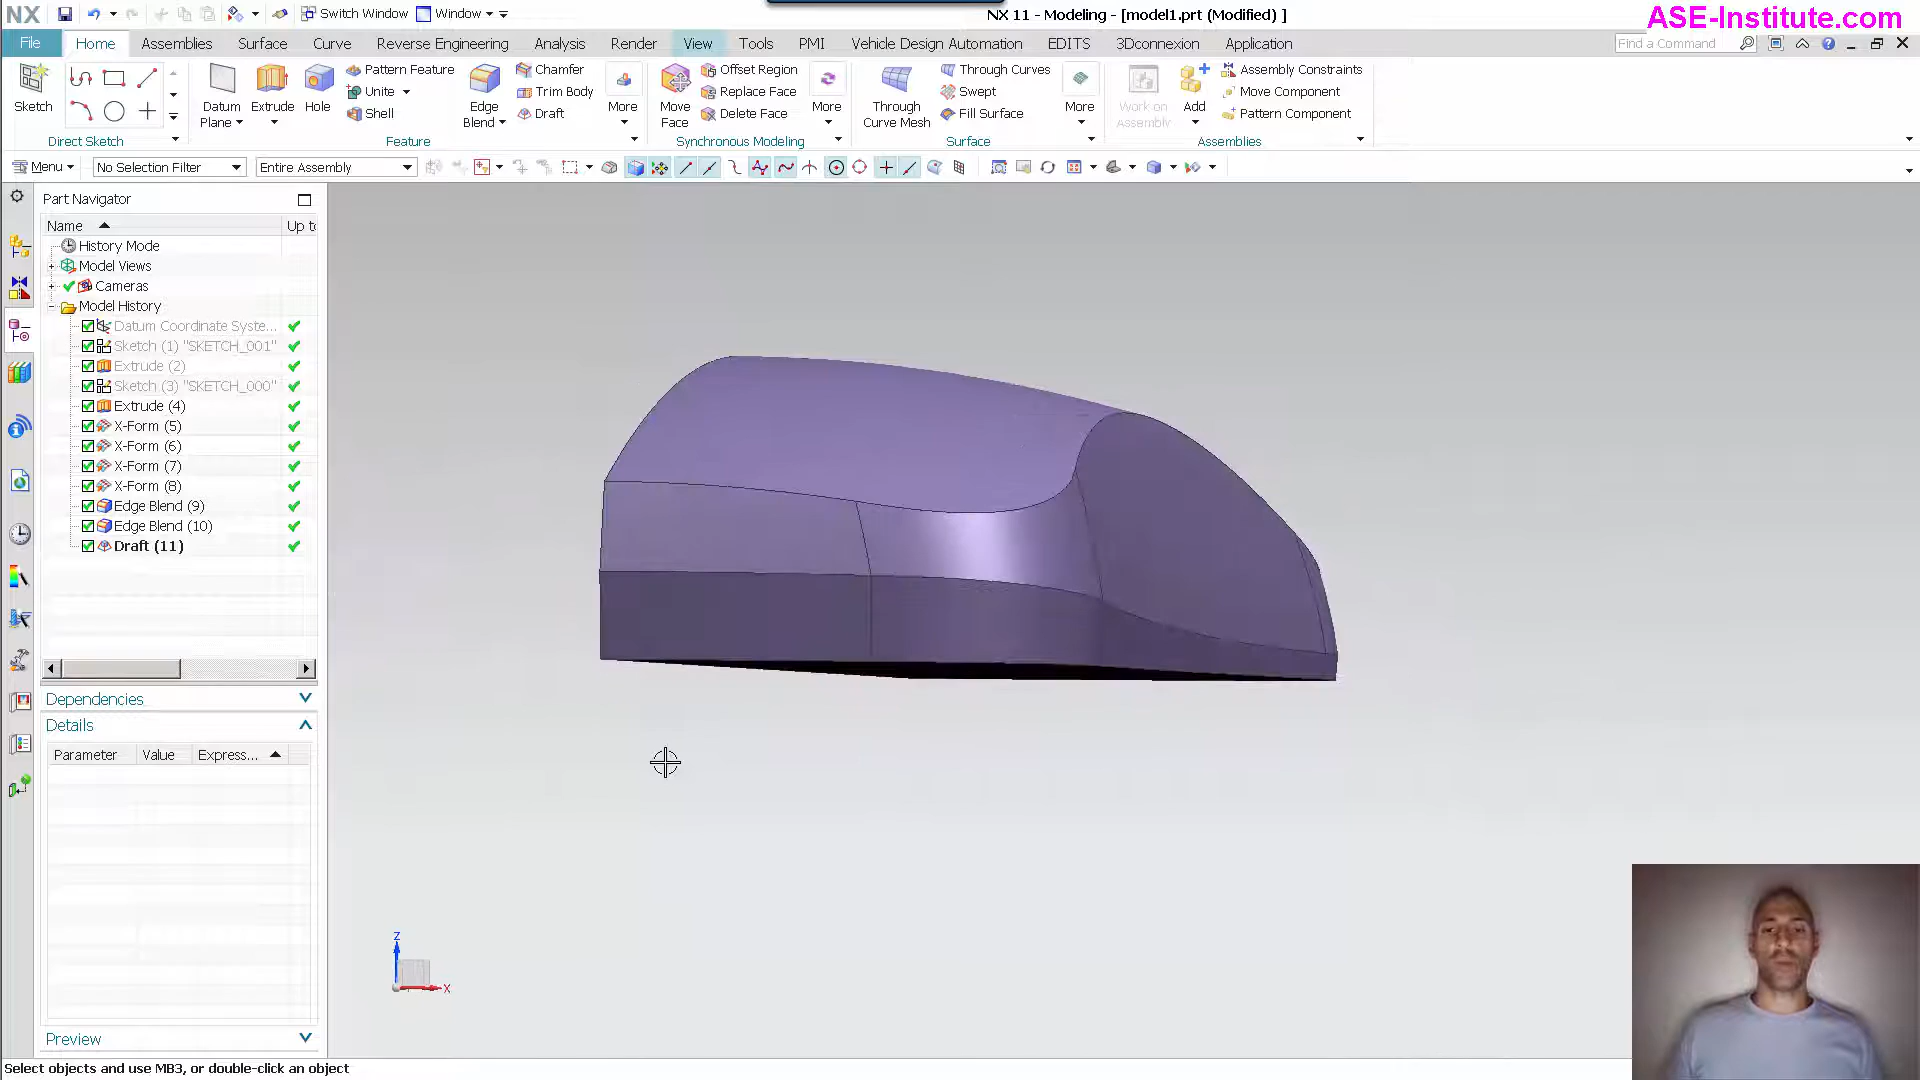 NX Switch Window Window NX 11 - Modeling - [model1.prt (Modified) ] ASE-Institute.com
File Home Assemblies Surface Curve Reverse Engineering Analysis Render View Tools PMI Vehicle Design Automation EDITS 3Dconnexion Application Find a Command
Pattern Feature Chamfer Offset Region Through Curves Assembly Constraints
Unite Trim Body Replace Face Swept Move Component
Sketch Datum Plane Extrude Hole Shell Edge Blend Draft More Move Face Delete Face More Through Curve Mesh Fill Surface More Work on Assembly Add Pattern Component
Direct Sketch Feature Synchronous Modeling Surface Assemblies
Menu No Selection Filter Entire Assembly
Part Navigator
Name Up to
History Mode
Model Views
Cameras
Model History
Datum Coordinate Syste...
Sketch (1) "SKETCH_001"
Extrude (2)
Sketch (3) "SKETCH_000"
Extrude (4)
X-Form (5)
X-Form (6)
X-Form (7)
X-Form (8)
Edge Blend (9)
Edge Blend (10)
Draft (11)
Dependencies
Details
Parameter Value Express...
Z
X
Preview
Select objects and use MB3, or double-click an object